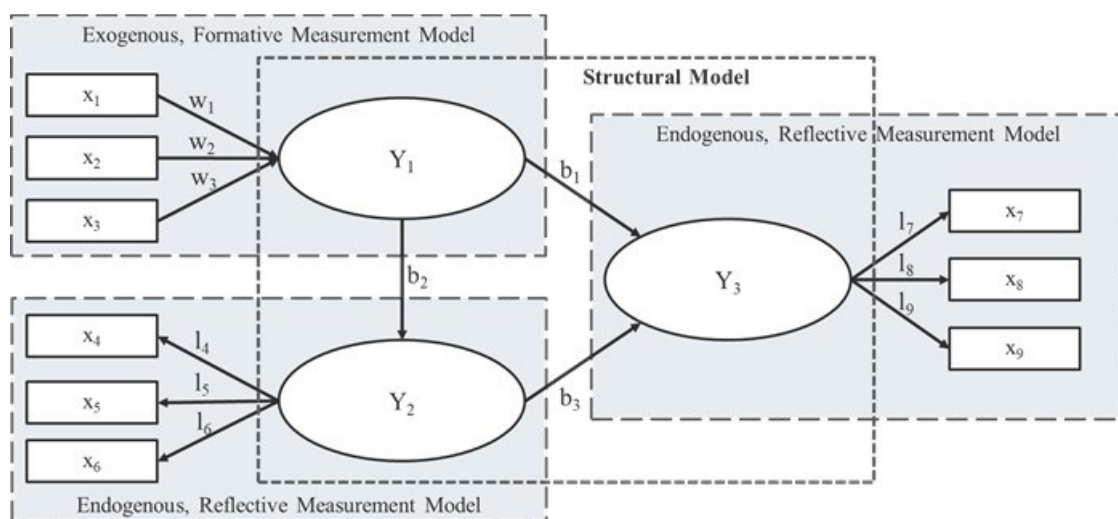 Exogenous, Formative Measurement Model
Structural Model
x₁
w₁
x₂
w₂
Y₁
x₃
w₃
b₁
Endogenous, Reflective Measurement Model
b₂
Y₃
l₇
x₇
l₈
x₈
l₉
x₉
x₄
l₄
x₅
l₅
Y₂
x₆
l₆
b₃
Endogenous, Reflective Measurement Model